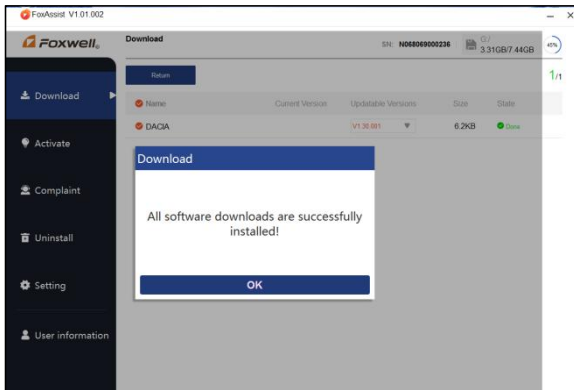 FoxAssist V1.01.002
FOXWELL®
Download
SN: N068069000236
G:/
3.31GB/7.44GB
45%
Return
1/1
Download
Name
Current Version
Updatable Versions
Size
State
DACIA
V1.30.001
6.2KB
Done
Activate
Download
All software downloads are successfully
installed!
Complaint
Uninstall
OK
Setting
User information